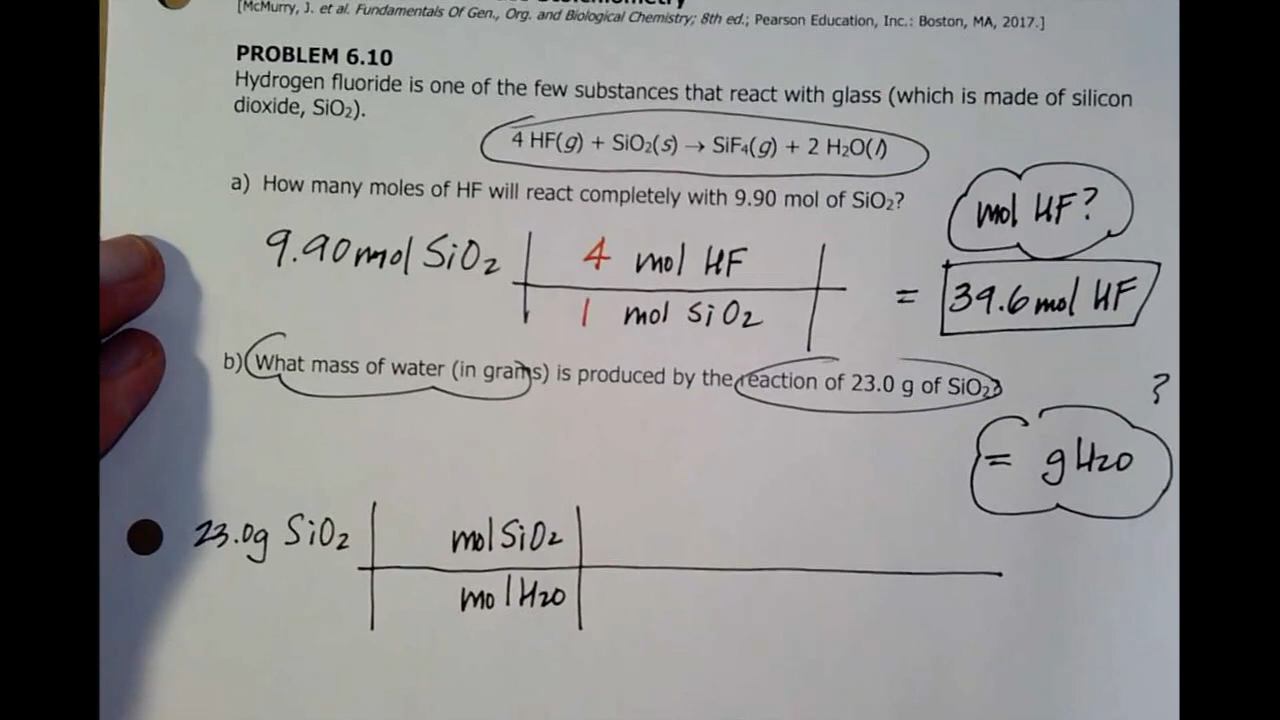 [McMurry, J. et al. Fundamentals Of Gen., Org. and Biological Chemistry; 8th ed.; Pearson Education, Inc.: Boston, MA, 2017.]
PROBLEM 6.10
Hydrogen fluoride is one of the few substances that react with glass (which is made of silicon
dioxide, SiO₂).
4 HF(g) + SiO₂(s) → SiF₄(g) + 2 H₂O(l)
a) How many moles of HF will react completely with 9.90 mol of SiO₂?
mol HF?
9.90 mol SiO₂ 4 mol HF
1 mol SiO₂
= 39.6 mol HF
b) What mass of water (in grams) is produced by the reaction of 23.0 g of SiO₂?
?
= g H₂O
23.0g SiO₂ mol SiO₂
mol H₂O